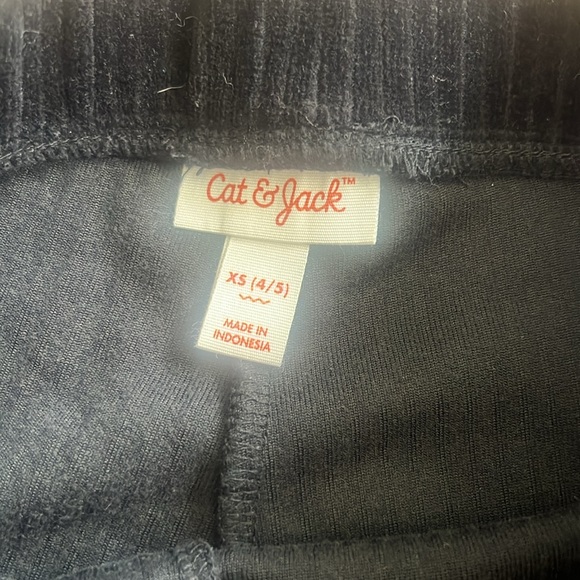 Cat & Jack™
XS (4/5)
MADE IN
INDONESIA